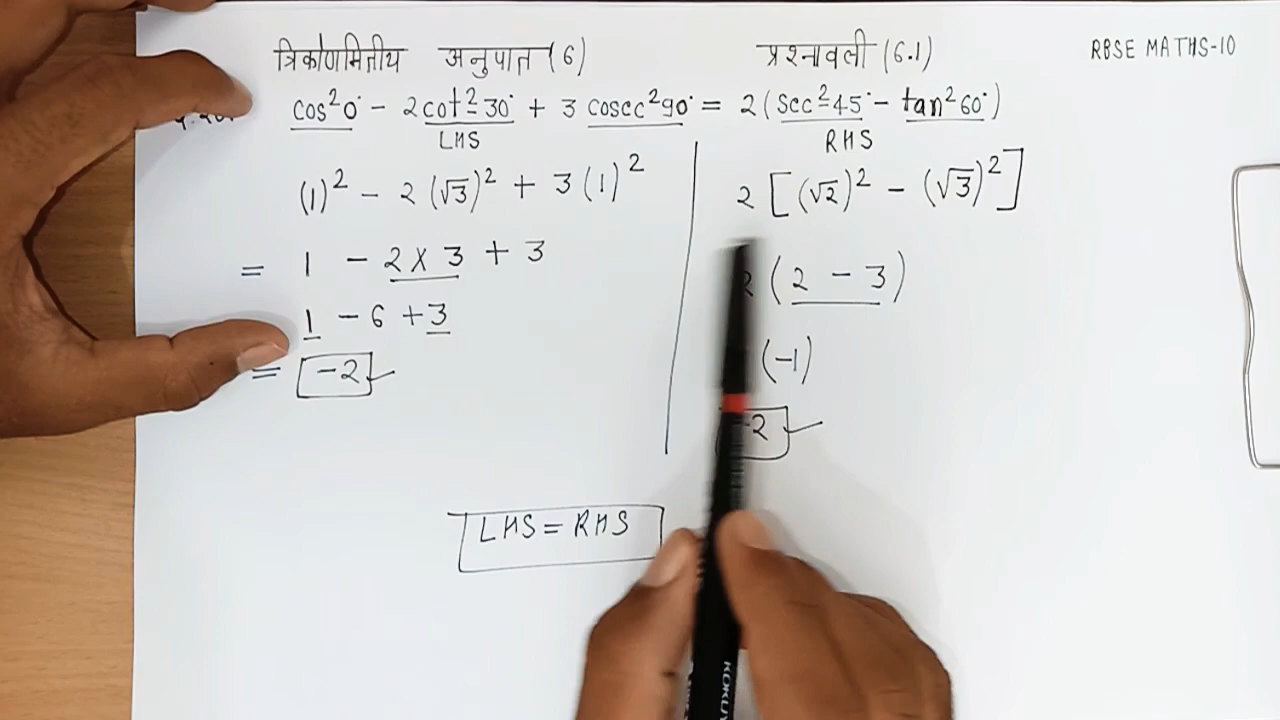 त्रिकोणमितीय अनुपात (6) प्रश्नावली (6.1) RBSE MATHS-10
cos²0° - 2cot²30° + 3 cosec²90° = 2 (sec²45° - tan²60°)
LHS RHS
(1)² - 2 (√3)² + 3 (1)² 2 [(√2)² - (√3)²]
= 1 - 2 × 3 + 3 2 (2 - 3)
1 - 6 + 3 (-1)
= -2 -2
LHS = RHS